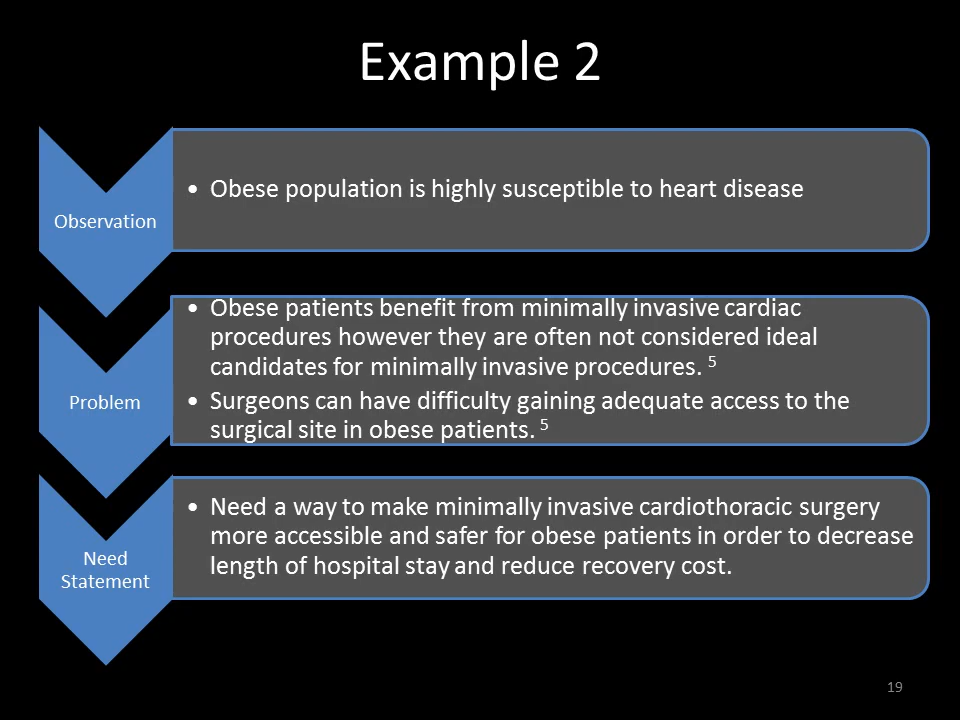 Example 2
Observation
• Obese population is highly susceptible to heart disease
Problem
• Obese patients benefit from minimally invasive cardiac
procedures however they are often not considered ideal
candidates for minimally invasive procedures. 5
• Surgeons can have difficulty gaining adequate access to the
surgical site in obese patients. 5
Need
Statement
• Need a way to make minimally invasive cardiothoracic surgery
more accessible and safer for obese patients in order to decrease
length of hospital stay and reduce recovery cost.
19